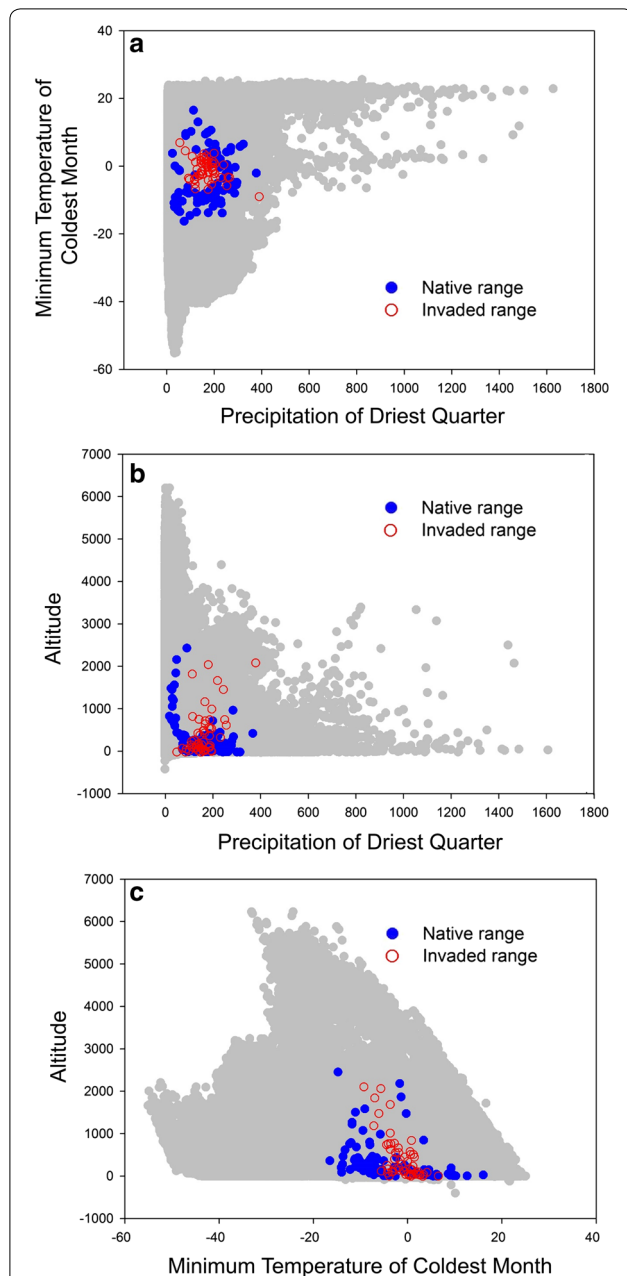 a
40
20
0
-20
-40
-60
Minimum Temperature of
Coldest Month
Native range
Invaded range
0 200 400 600 800 1000 1200 1400 1600 1800
Precipitation of Driest Quarter
b
7000
6000
5000
4000
3000
2000
1000
0
-1000
Altitude
Native range
Invaded range
0 200 400 600 800 1000 1200 1400 1600 1800
Precipitation of Driest Quarter
c
7000
6000
5000
4000
3000
2000
1000
0
-1000
Altitude
Native range
Invaded range
-60 -40 -20 0 20 40
Minimum Temperature of Coldest Month